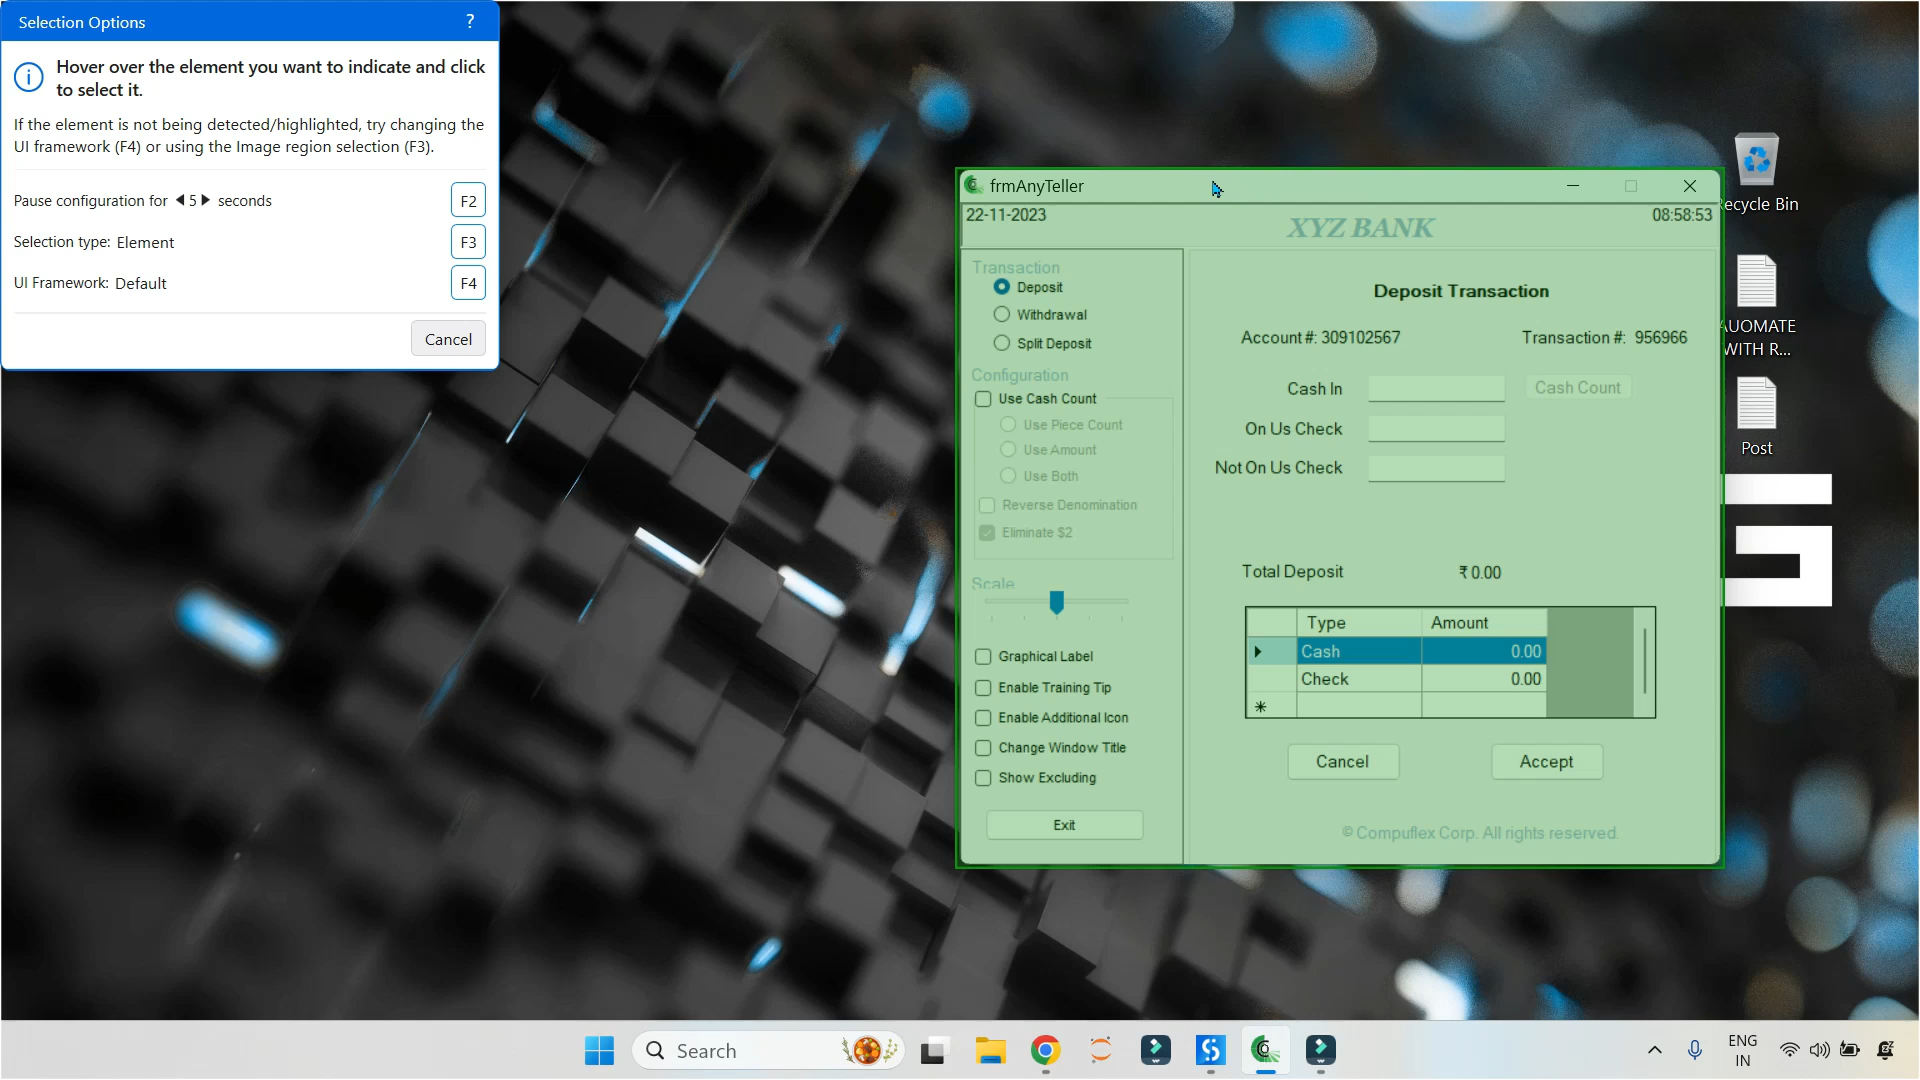 Selection Options ?
Hover over the element you want to indicate and click
to select it.
If the element is not being detected/highlighted, try changing the
UI framework (F4) or using the Image region selection (F3).
Pause configuration for 5 seconds F2
Selection type: Element F3
UI Framework: Default F4
Cancel
frmAnyTeller
22-11-2023
XYZ BANK
08:58:53
Transaction
Deposit
Withdrawal
Split Deposit
Configuration
Use Cash Count
Use Piece Count
Use Amount
Use Both
Reverse Denomination
Eliminate $2
Scale
Graphical Label
Enable Training Tip
Enable Additional Icon
Change Window Title
Show Excluding
Exit
Deposit Transaction
Account #: 309102567 Transaction #: 956966
Cash In Cash Count
On Us Check
Not On Us Check
Total Deposit ₹ 0.00
Type Amount
Cash 0.00
Check 0.00
Cancel Accept
© Compuflex Corp. All rights reserved.
ecycle Bin
AUOMATE
WITH R...
Post
Search
ENG
IN